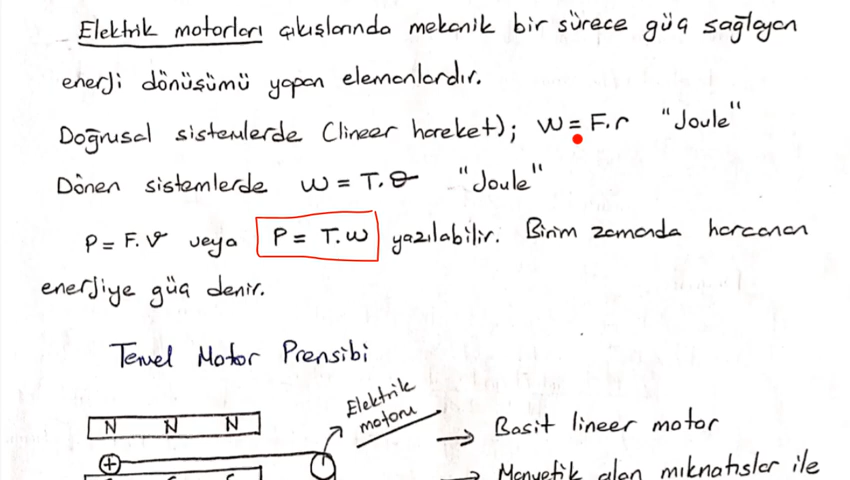 Elektrik motorları çıkışlarında mekanik bir sürece güç sağlayan
enerji dönüşümü yapan elemanlardır.
Doğrusal sistemlerde (lineer hareket); W = F.r "Joule"
Dönen sistemlerde W = T.θ "Joule"
P = F.V veya P = T.w yazılabilir. Birim zamanda harcanan
enerjiye güç denir.
Temel Motor Prensibi
Elektrik
motoru
N N N
→ Basit lineer motor
→ Manyetik alan mıknatıslar ile